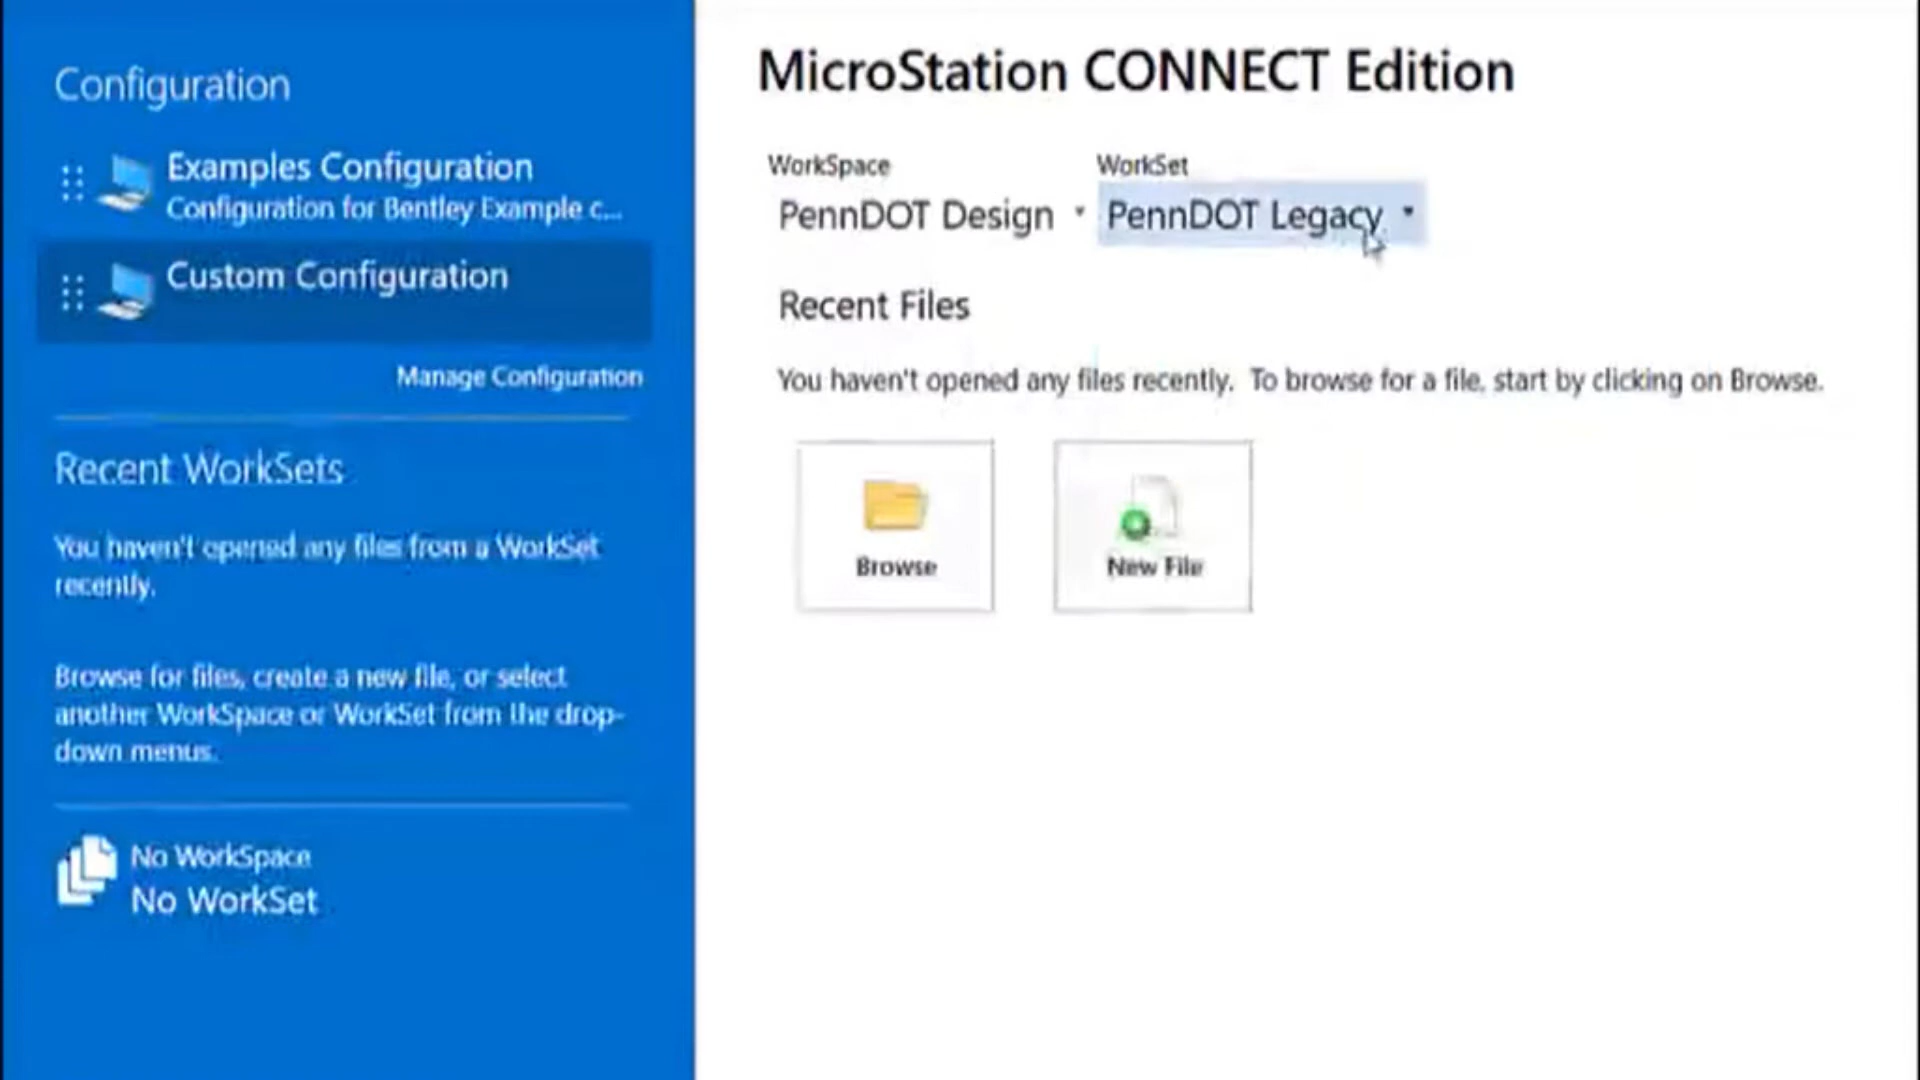 Configuration
Examples Configuration
Configuration for Bentley Example c...
Custom Configuration
Manage Configuration
Recent WorkSets
You haven't opened any files from a WorkSet
recently.
Browse for files, create a new file, or select
another WorkSpace or WorkSet from the drop-
down menus.
No WorkSpace
No WorkSet
MicroStation CONNECT Edition
WorkSpace WorkSet
PennDOT Design PennDOT Legacy
Recent Files
You haven't opened any files recently. To browse for a file, start by clicking on Browse.
Browse New File